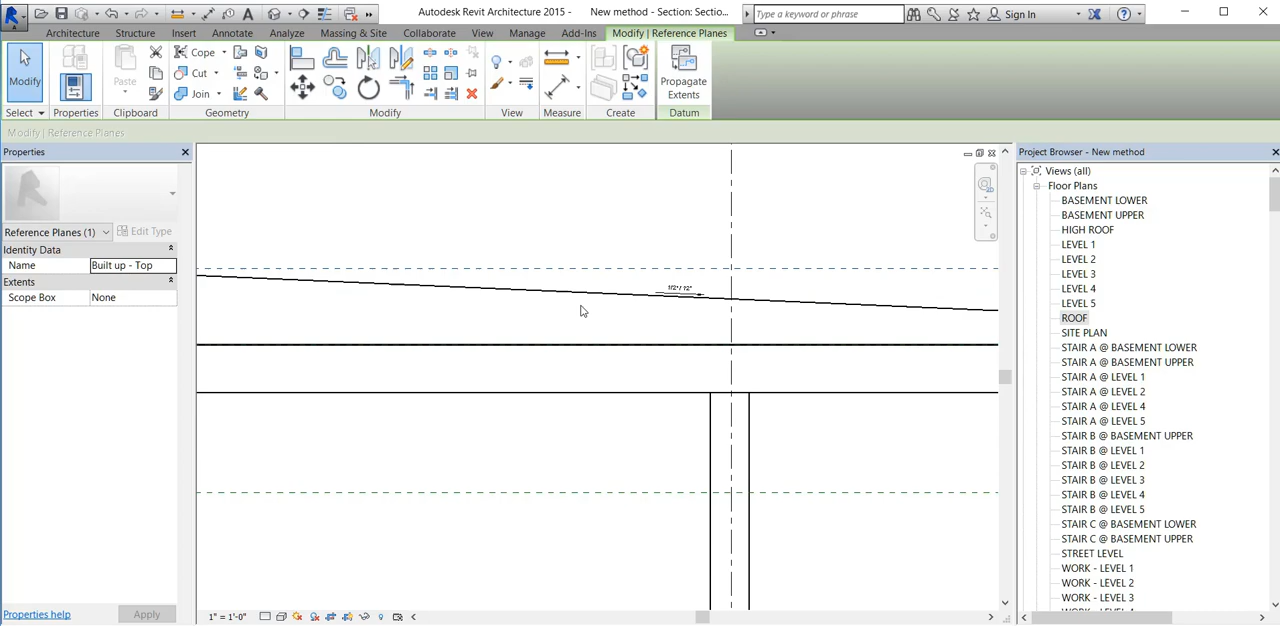 Autodesk Revit Architecture 2015 - New method - Section: Sectio...
Type a keyword or phrase
Sign In
Architecture Structure Insert Annotate Analyze Massing & Site Collaborate View Manage Add-Ins Modify | Reference Planes
Modify
Paste
Cope
Cut
Join
Propagate
Extents
Select Properties Clipboard Geometry Modify View Measure Create Datum
Modify | Reference Planes
Properties
Reference Planes (1) Edit Type
Identity Data
Name Built up - Top
Extents
Scope Box None
Properties help Apply
1/2" / 12"
1" = 1'-0"
Project Browser - New method
Views (all)
Floor Plans
BASEMENT LOWER
BASEMENT UPPER
HIGH ROOF
LEVEL 1
LEVEL 2
LEVEL 3
LEVEL 4
LEVEL 5
ROOF
SITE PLAN
STAIR A @ BASEMENT LOWER
STAIR A @ BASEMENT UPPER
STAIR A @ LEVEL 1
STAIR A @ LEVEL 2
STAIR A @ LEVEL 4
STAIR A @ LEVEL 5
STAIR B @ BASEMENT UPPER
STAIR B @ LEVEL 1
STAIR B @ LEVEL 2
STAIR B @ LEVEL 3
STAIR B @ LEVEL 4
STAIR B @ LEVEL 5
STAIR C @ BASEMENT LOWER
STAIR C @ BASEMENT UPPER
STREET LEVEL
WORK - LEVEL 1
WORK - LEVEL 2
WORK - LEVEL 3